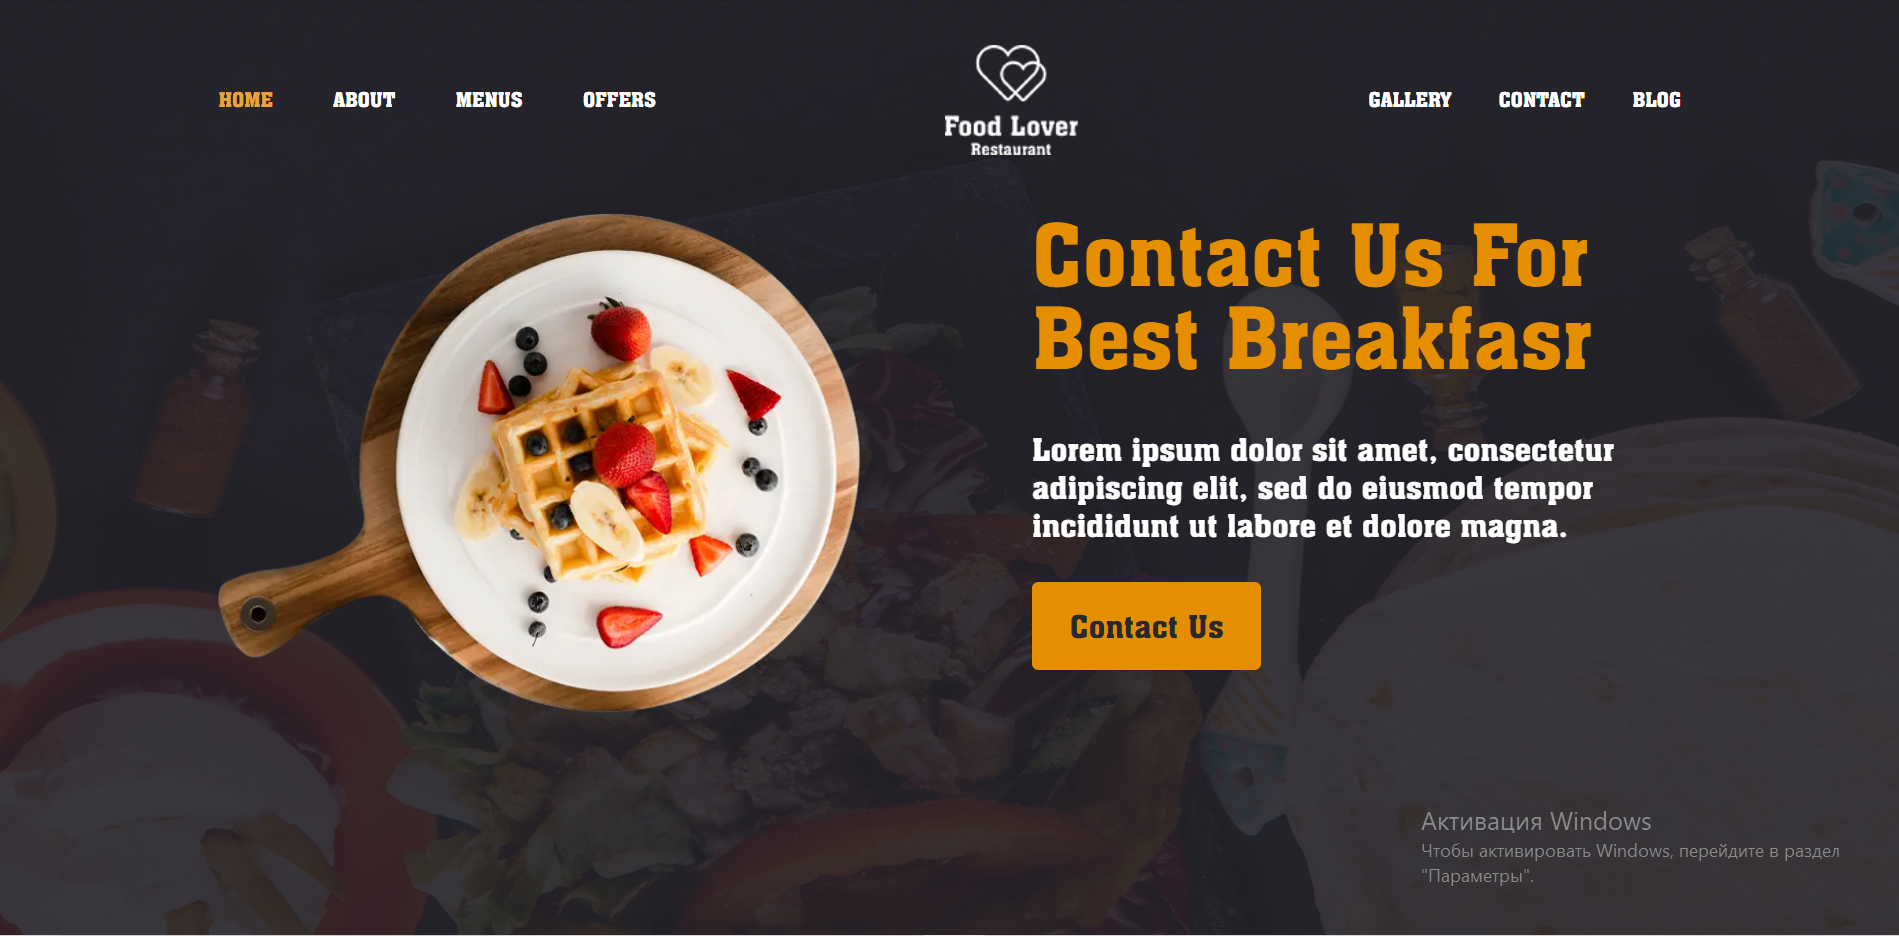 HOME ABOUT MENUS OFFERS
Food Lover
Restaurant
GALLERY CONTACT BLOG
Contact Us For
Best Breakfasr
Lorem ipsum dolor sit amet, consectetur
adipiscing elit, sed do eiusmod tempor
incididunt ut labore et dolore magna.
Contact Us
Активация Windows
Чтобы активировать Windows, перейдите в раздел
"Параметры".